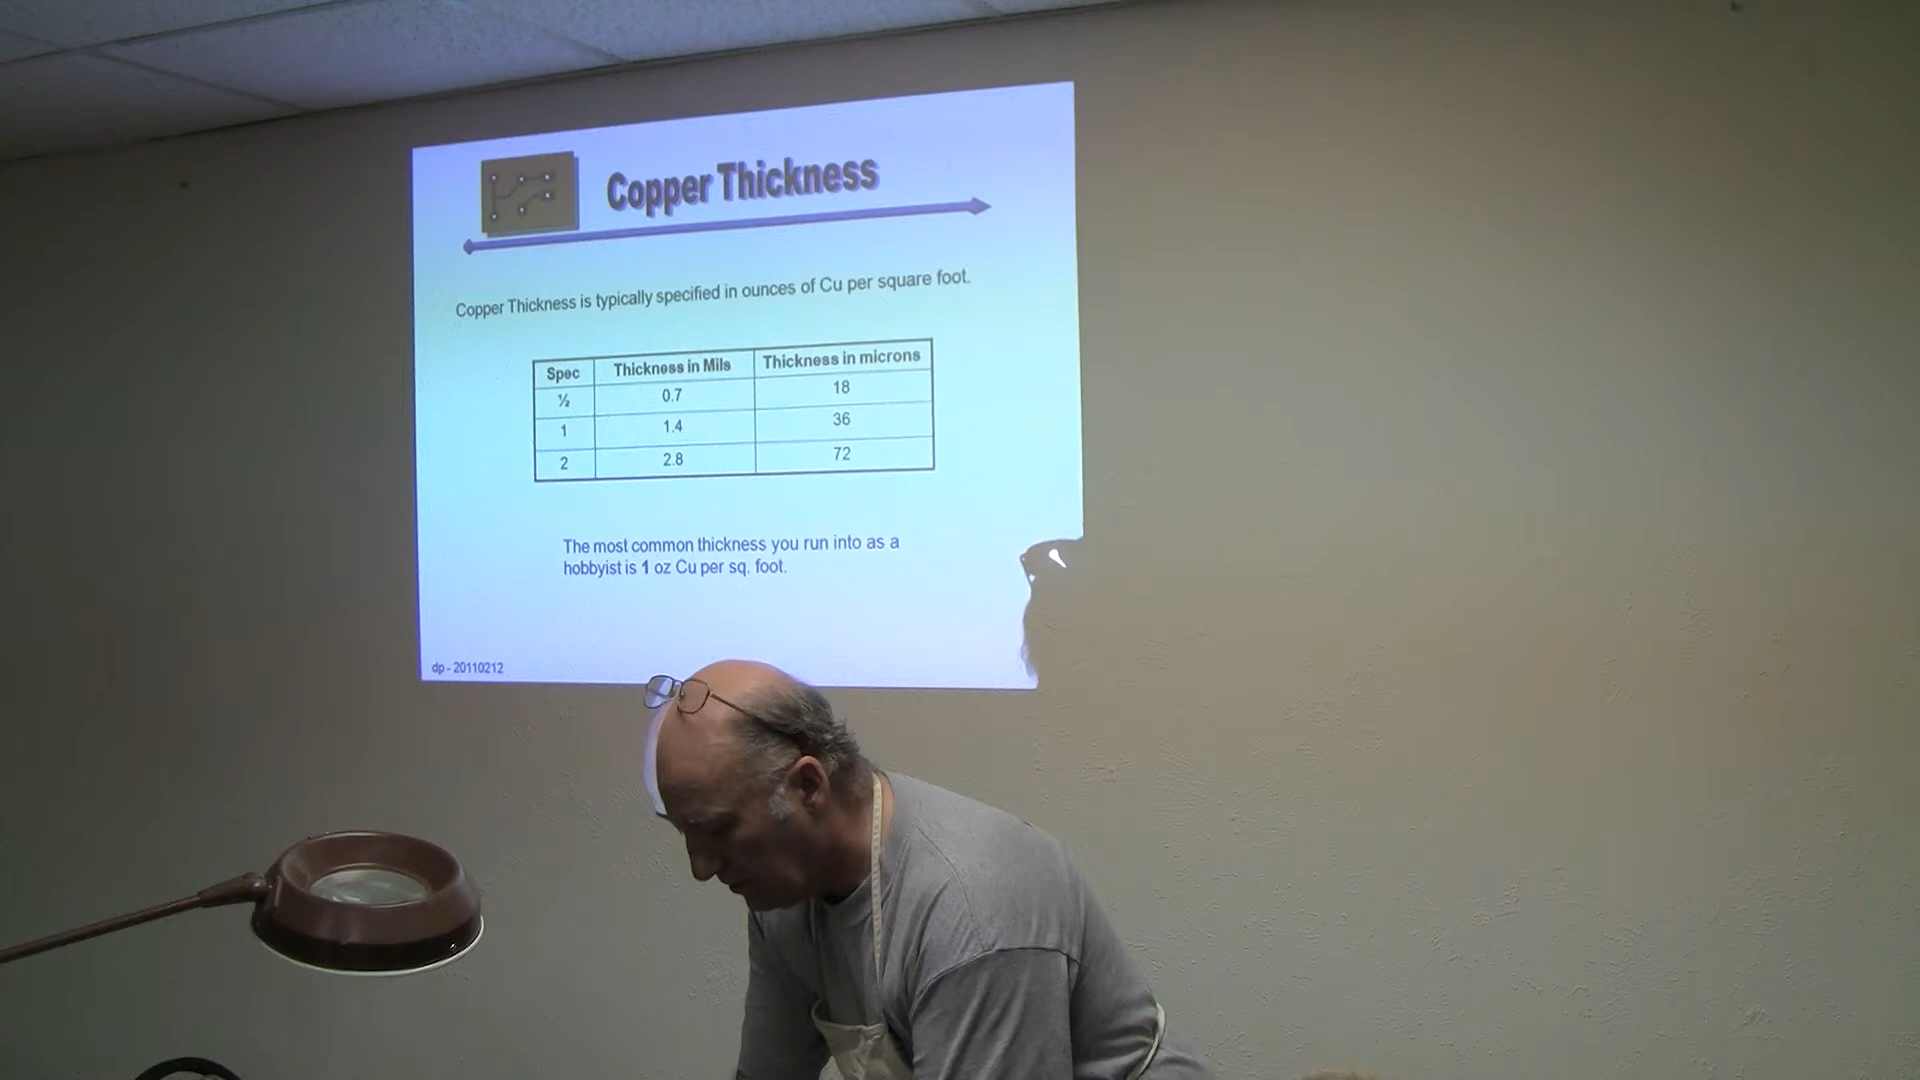 Copper Thickness
Copper Thickness is typically specified in ounces of Cu per square foot.
Spec Thickness in Mils Thickness in microns
½ 0.7 18
1 1.4 36
2 2.8 72
The most common thickness you run into as a
hobbyist is 1 oz Cu per sq. foot.
dp - 20110212